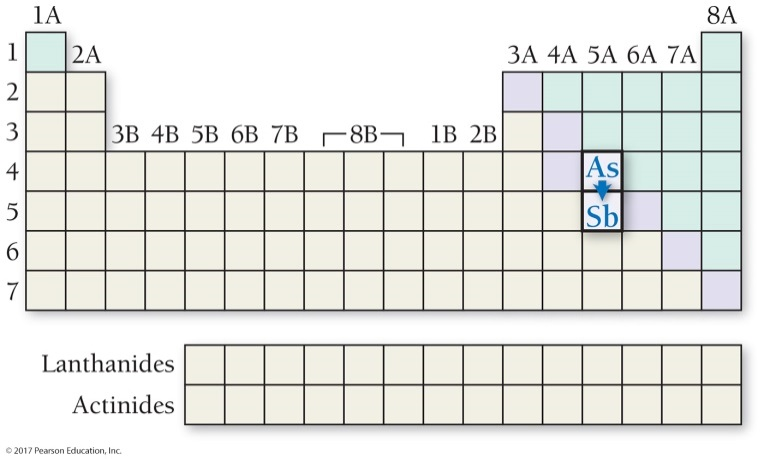 1A 8A
1 2A 3A 4A 5A 6A 7A
2
3 3B 4B 5B 6B 7B 8B 1B 2B
4 As
5 Sb
6
7
Lanthanides
Actinides
© 2017 Pearson Education, Inc.